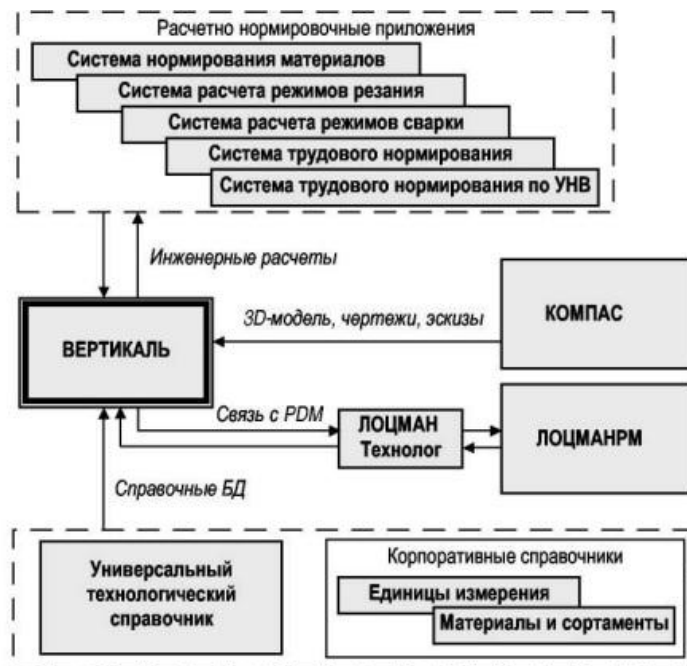 Расчетно нормировочные приложения
Система нормирования материалов
Система расчета режимов резания
Система расчета режимов сварки
Система трудового нормирования
Система трудового нормирования по УНВ
Инженерные расчеты
3D-модель, чертежи, эскизы
КОМПАС
ВЕРТИКАЛЬ
Связь с PDM
ЛОЦМАН
Технолог
ЛОЦМАНPM
Справочные БД
Универсальный
технологический
справочник
Корпоративные справочники
Единицы измерения
Материалы и сортаменты